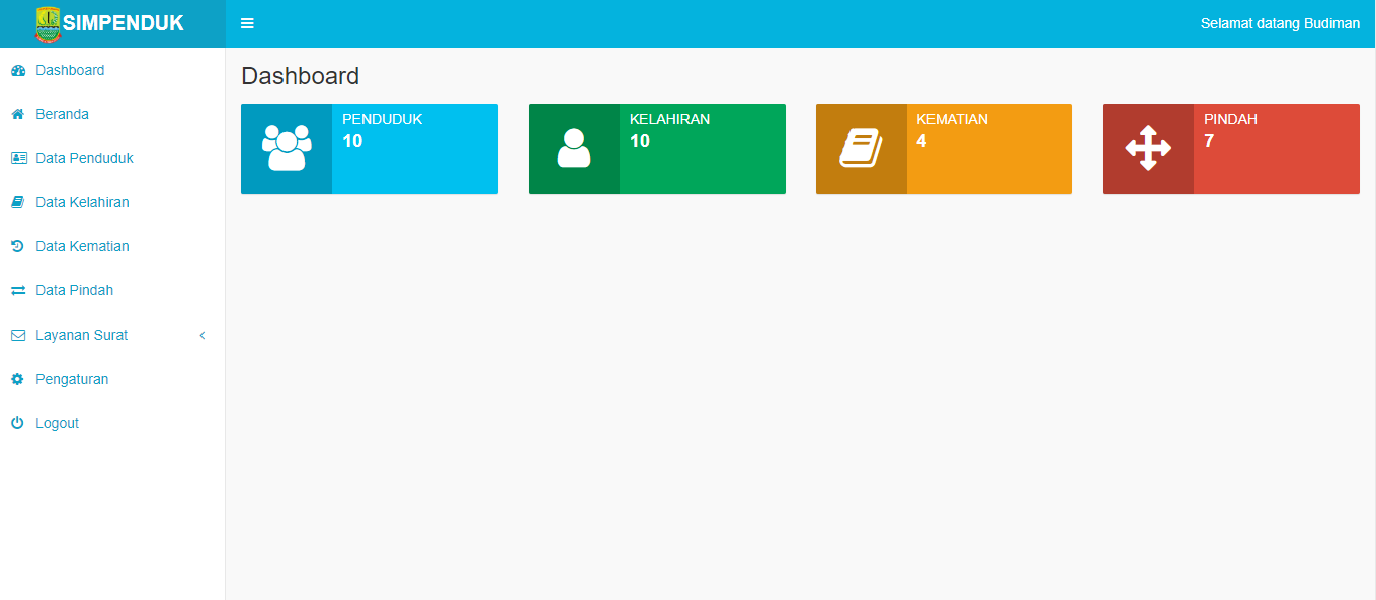 SIMPENDUK
Selamat datang Budiman
Dashboard
Beranda
Data Penduduk
Data Kelahiran
Data Kematian
Data Pindah
Layanan Surat
Pengaturan
Logout
Dashboard
PENDUDUK
10
KELAHIRAN
10
KEMATIAN
4
PINDAH
7